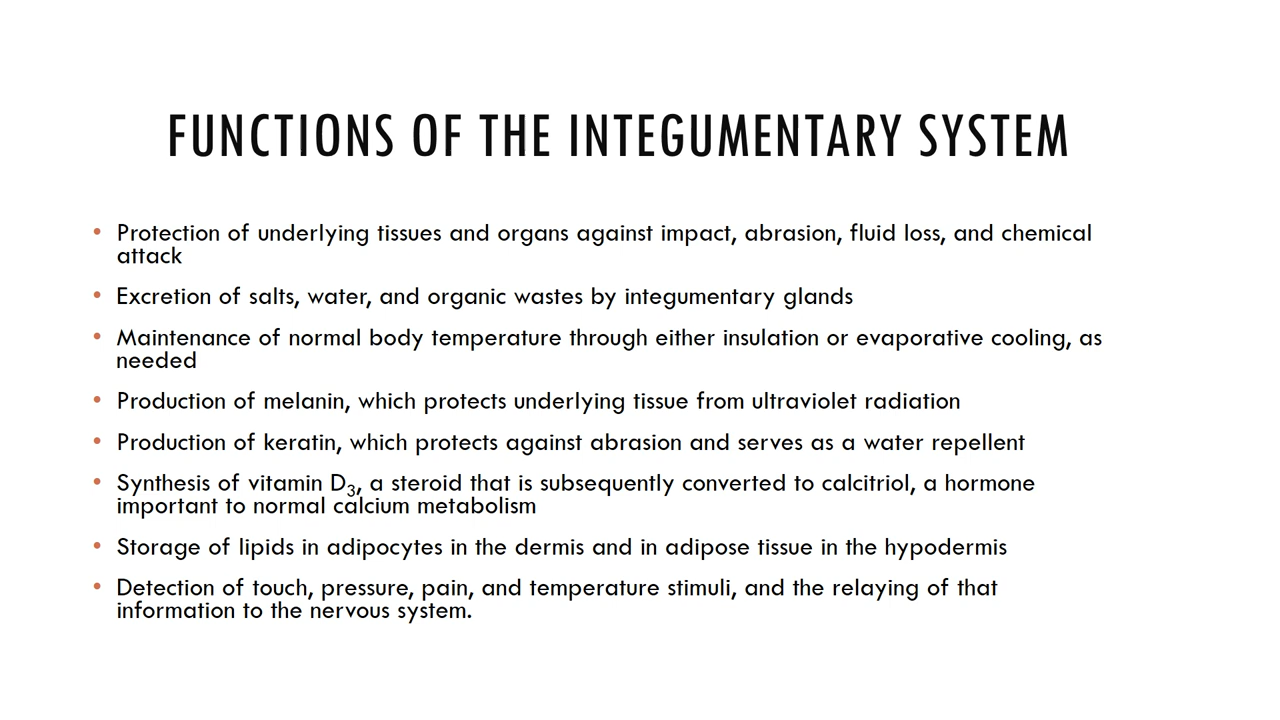 FUNCTIONS OF THE INTEGUMENTARY SYSTEM
• Protection of underlying tissues and organs against impact, abrasion, fluid loss, and chemical
attack
• Excretion of salts, water, and organic wastes by integumentary glands
• Maintenance of normal body temperature through either insulation or evaporative cooling, as
needed
• Production of melanin, which protects underlying tissue from ultraviolet radiation
• Production of keratin, which protects against abrasion and serves as a water repellent
• Synthesis of vitamin D₃, a steroid that is subsequently converted to calcitriol, a hormone
important to normal calcium metabolism
• Storage of lipids in adipocytes in the dermis and in adipose tissue in the hypodermis
• Detection of touch, pressure, pain, and temperature stimuli, and the relaying of that
information to the nervous system.